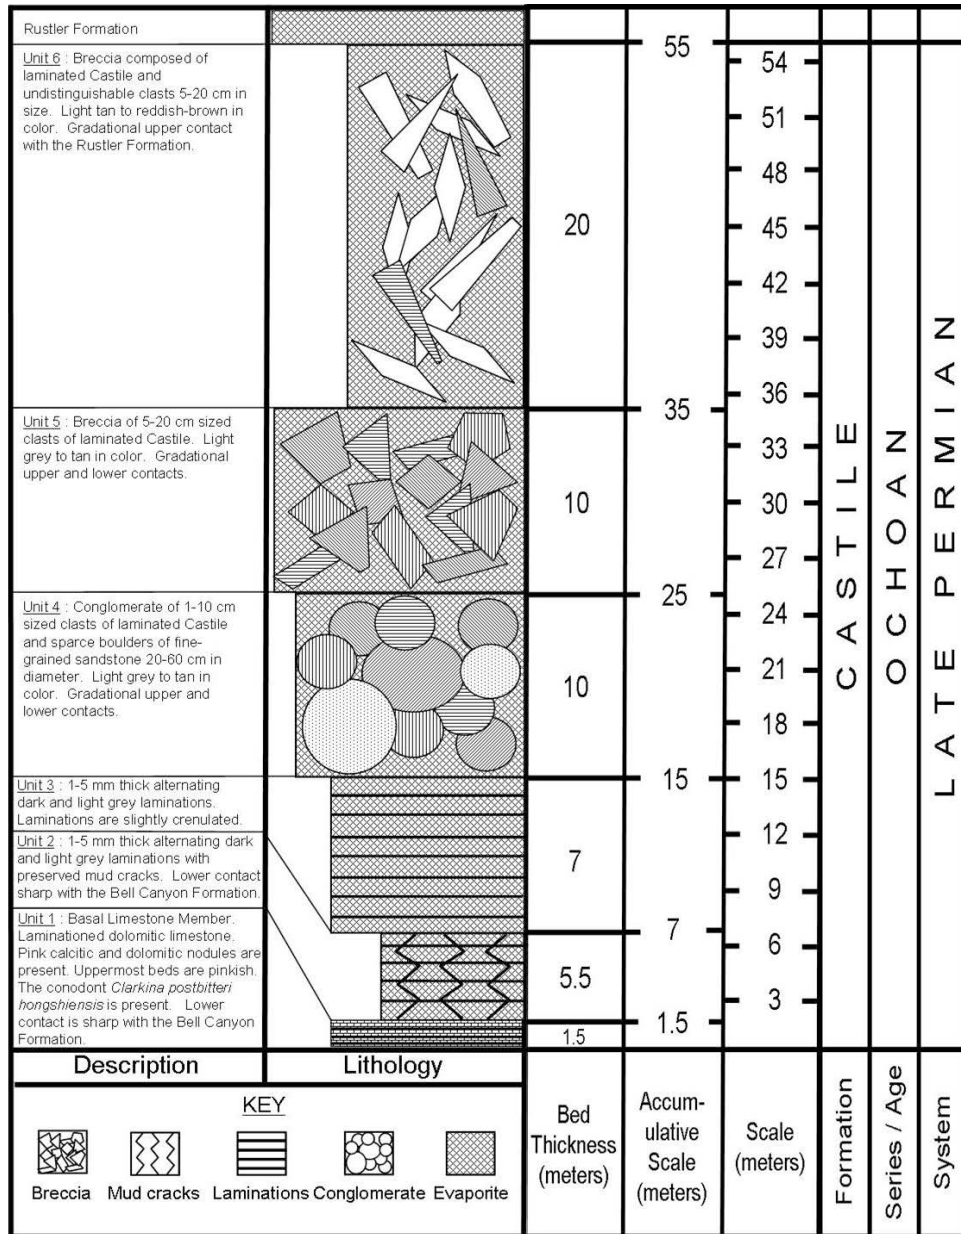 Rustler Formation
Unit 6 : Breccia composed of
laminated Castile and
undistinguishable clasts 5-20 cm in
size. Light tan to reddish-brown in
color. Gradational upper contact
with the Rustler Formation.
Unit 5 : Breccia of 5-20 cm sized
clasts of laminated Castile. Light
grey to tan in color. Gradational
upper and lower contacts.
Unit 4 : Conglomerate of 1-10 cm
sized clasts of laminated Castile
and sparce boulders of fine-
grained sandstone 20-60 cm in
diameter. Light grey to tan in
color. Gradational upper and
lower contacts.
Unit 3 : 1-5 mm thick alternating
dark and light grey laminations.
Laminations are slightly crenulated.
Unit 2 : 1-5 mm thick alternating dark
and light grey laminations with
preserved mud cracks. Lower contact
sharp with the Bell Canyon Formation.
Unit 1 : Basal Limestone Member.
Laminationed dolomitic limestone.
Pink calcitic and dolomitic nodules are
present. Uppermost beds are pinkish.
The conodont Clarkina postbitteri
hongshiensis is present. Lower
contact is sharp with the Bell Canyon
Formation.
20
10
10
7
5.5
1.5
55
35
25
15
7
1.5
54
51
48
45
42
39
36
33
30
27
24
21
18
15
12
9
6
3
CASTILE
OCHOAN
LATE PERMIAN
Description
Lithology
Bed
Thickness
(meters)
Accum-
ulative
Scale
(meters)
Scale
(meters)
Formation
Series / Age
System
KEY
Breccia
Mud cracks
Laminations
Conglomerate
Evaporite